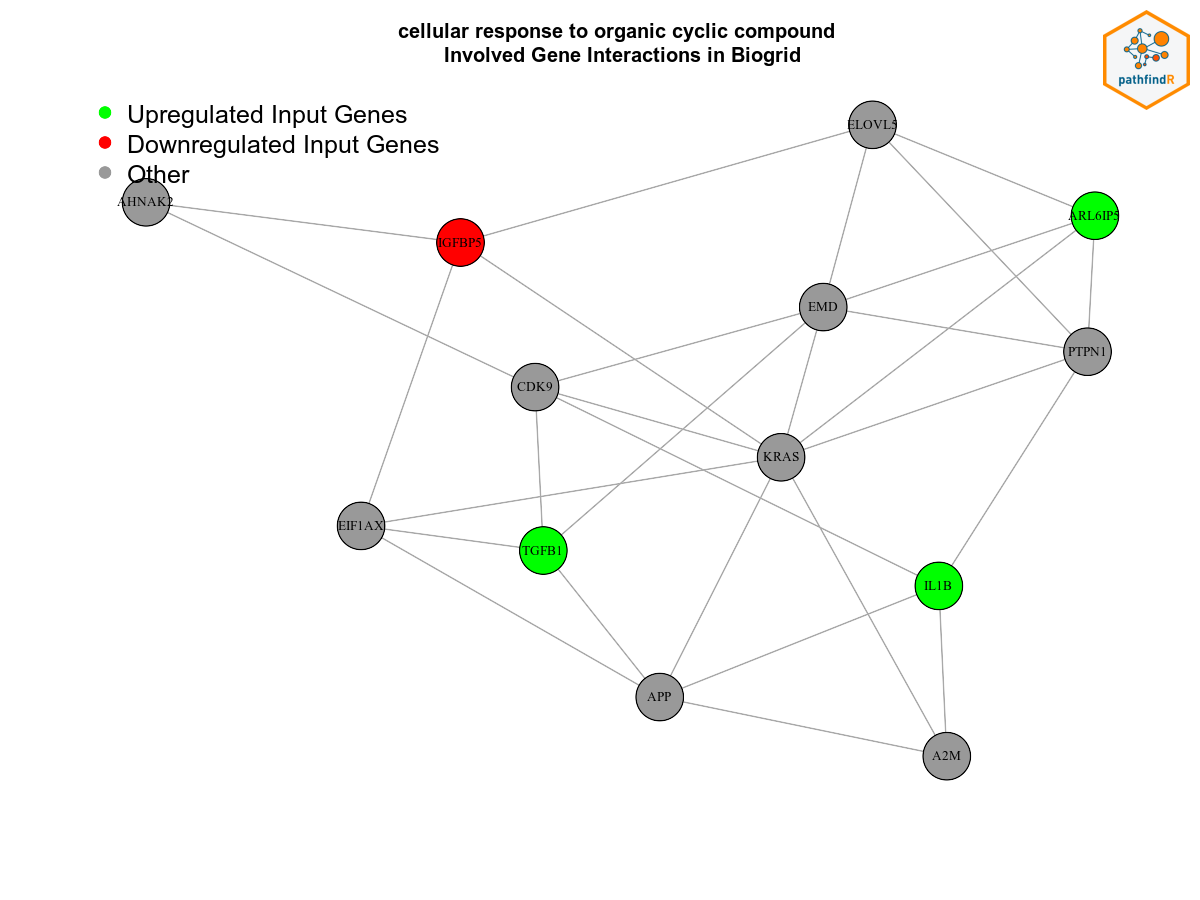 cellular response to organic cyclic compound
Involved Gene Interactions in Biogrid
pathfindR
Upregulated Input Genes
Downregulated Input Genes
Other
ELOVL5
AHNAK2
ARL6IP5
IGFBP5
EMD
PTPN1
CDK9
KRAS
EIF1AX
TGFB1
IL1B
APP
A2M